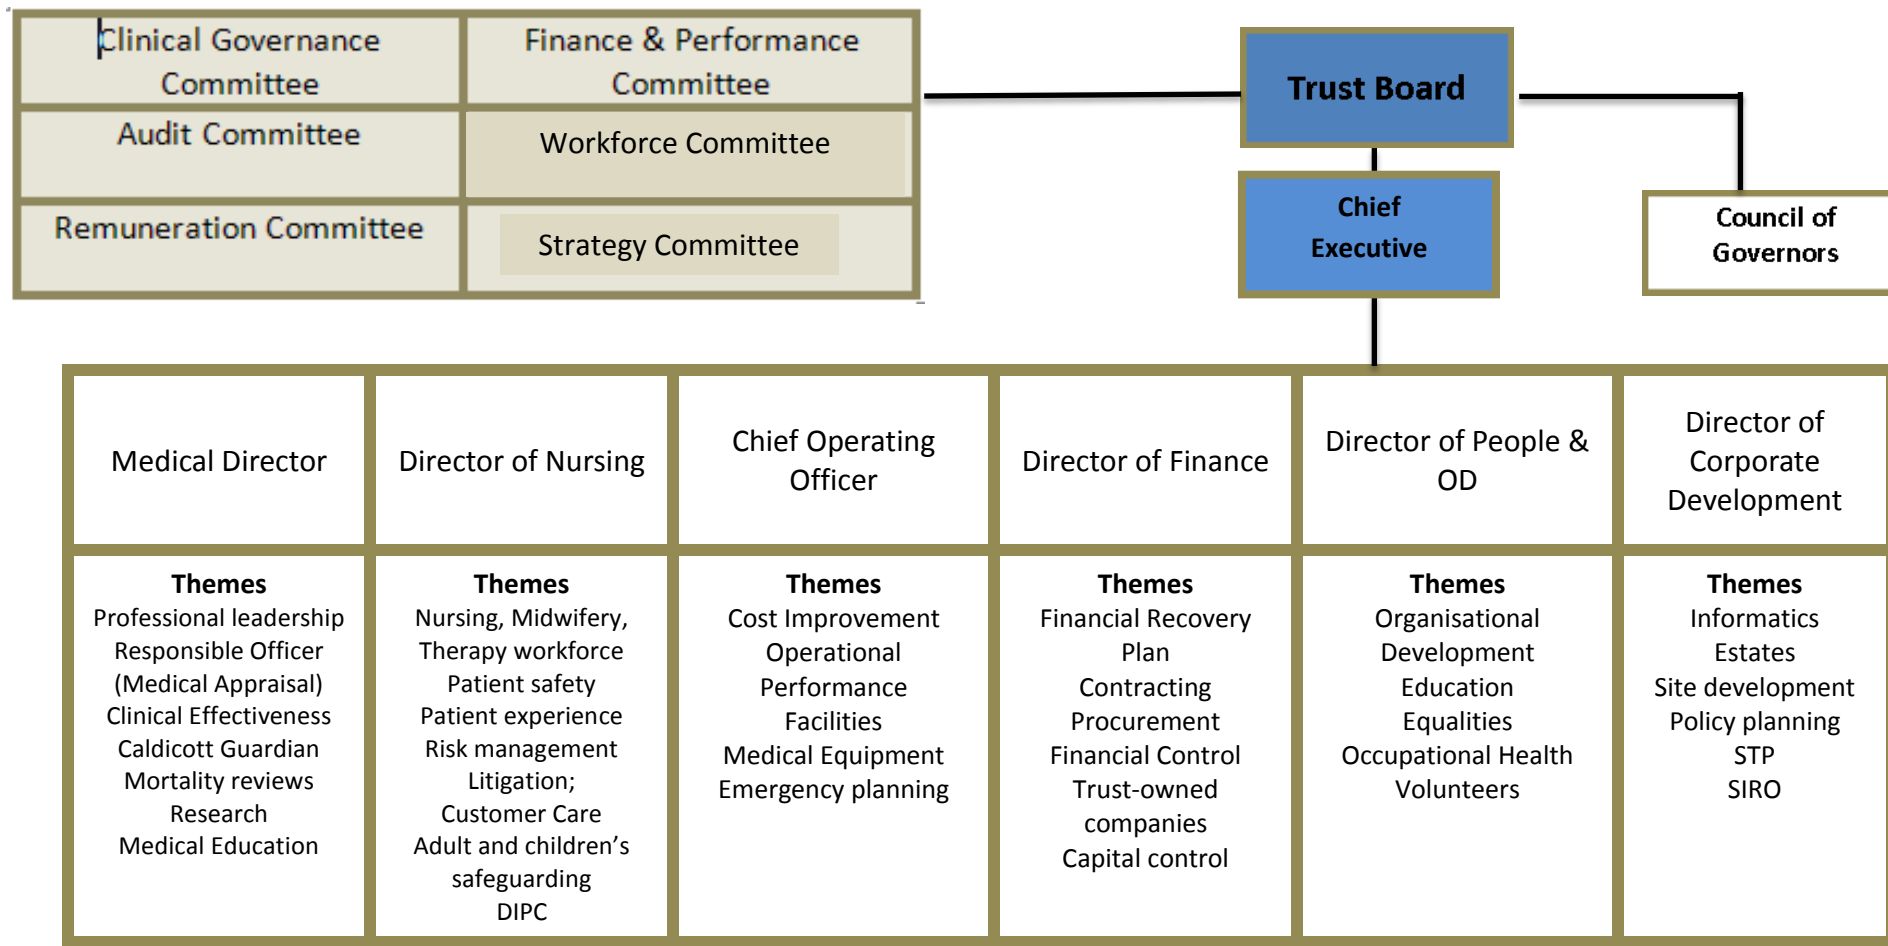 Clinical Governance
Committee
Finance & Performance
Committee
Audit Committee
Workforce Committee
Remuneration Committee
Strategy Committee
Trust Board
Chief
Executive
Council of
Governors
Medical Director
Director of Nursing
Chief Operating
Officer
Director of Finance
Director of People &
OD
Director of
Corporate
Development
Themes
Professional leadership
Responsible Officer
(Medical Appraisal)
Clinical Effectiveness
Caldicott Guardian
Mortality reviews
Research
Medical Education
Themes
Nursing, Midwifery,
Therapy workforce
Patient safety
Patient experience
Risk management
Litigation;
Customer Care
Adult and children’s
safeguarding
DIPC
Themes
Cost Improvement
Operational
Performance
Facilities
Medical Equipment
Emergency planning
Themes
Financial Recovery
Plan
Contracting
Procurement
Financial Control
Trust-owned
companies
Capital control
Themes
Organisational
Development
Education
Equalities
Occupational Health
Volunteers
Themes
Informatics
Estates
Site development
Policy planning
STP
SIRO